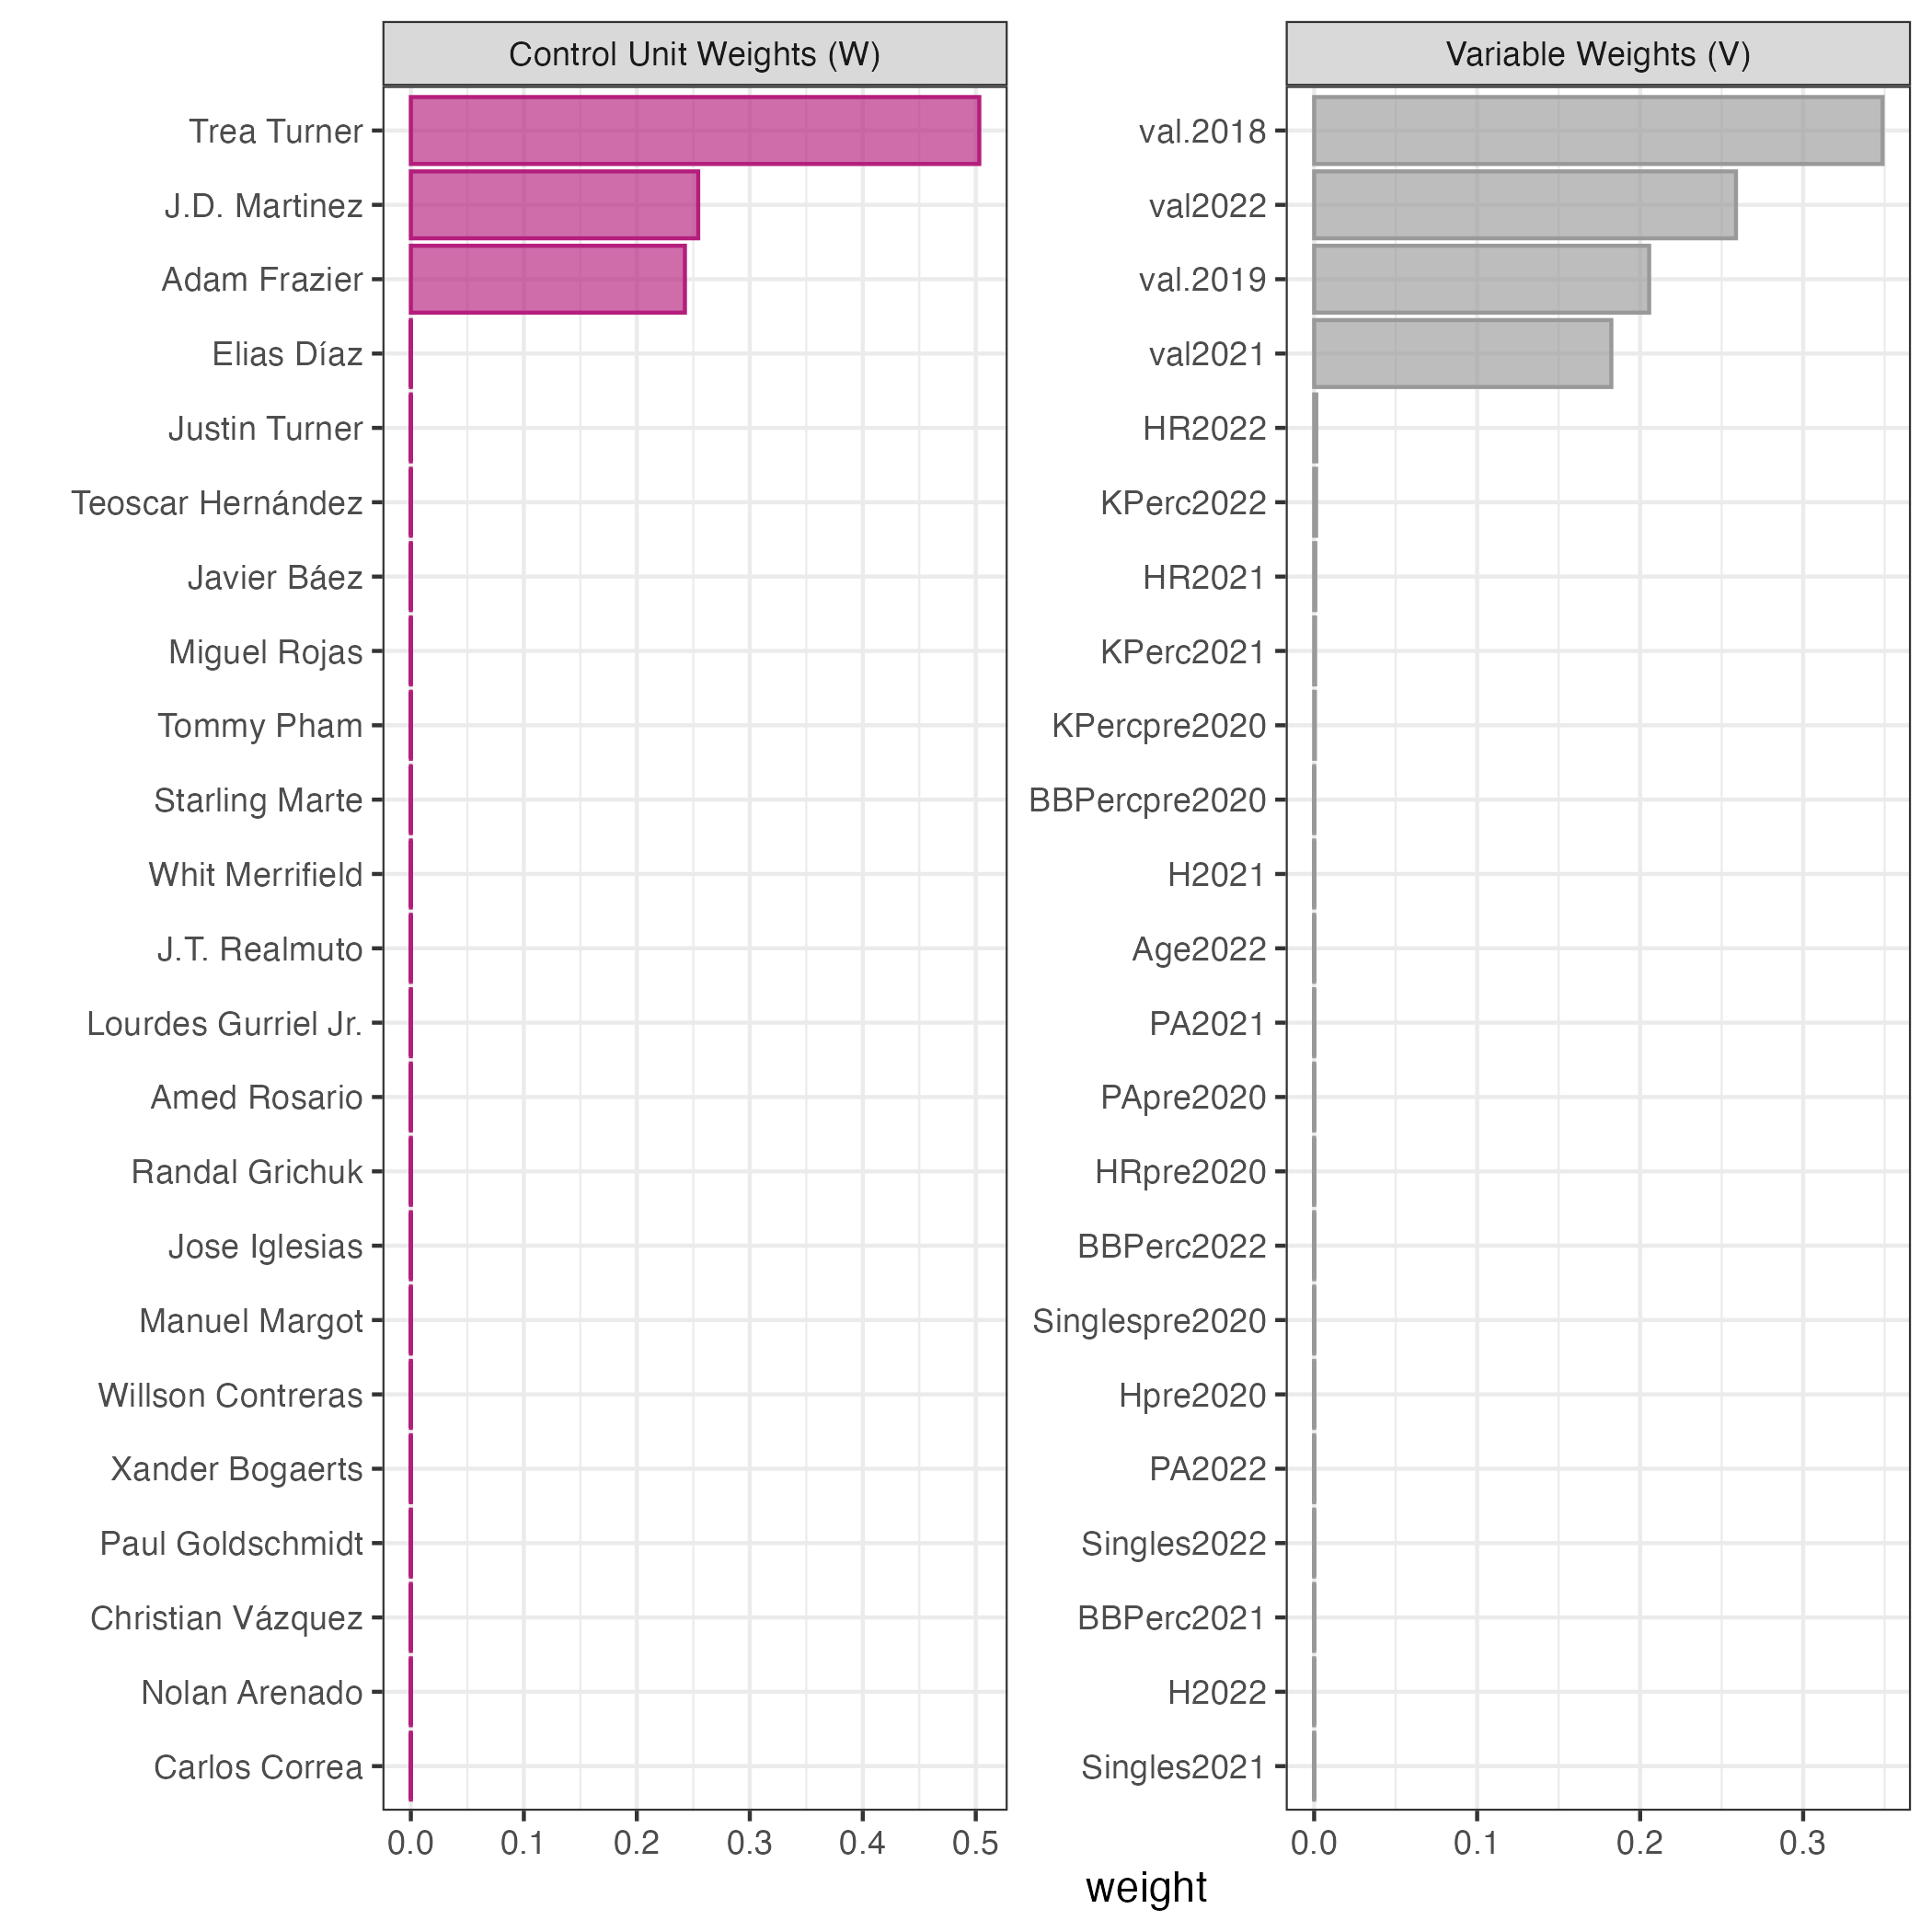 Control Unit Weights (W)
Trea Turner
J.D. Martinez
Adam Frazier
Elias Díaz
Justin Turner
Teoscar Hernández
Javier Báez
Miguel Rojas
Tommy Pham
Starling Marte
Whit Merrifield
J.T. Realmuto
Lourdes Gurriel Jr.
Amed Rosario
Randal Grichuk
Jose Iglesias
Manuel Margot
Willson Contreras
Xander Bogaerts
Paul Goldschmidt
Christian Vázquez
Nolan Arenado
Carlos Correa
0.0 0.1 0.2 0.3 0.4 0.5
Variable Weights (V)
val.2018
val2022
val.2019
val2021
HR2022
KPerc2022
HR2021
KPerc2021
KPercpre2020
BBPercpre2020
H2021
Age2022
PA2021
PApre2020
HRpre2020
BBPerc2022
Singlespre2020
Hpre2020
PA2022
Singles2022
BBPerc2021
H2022
Singles2021
0.0 0.1 0.2 0.3
weight